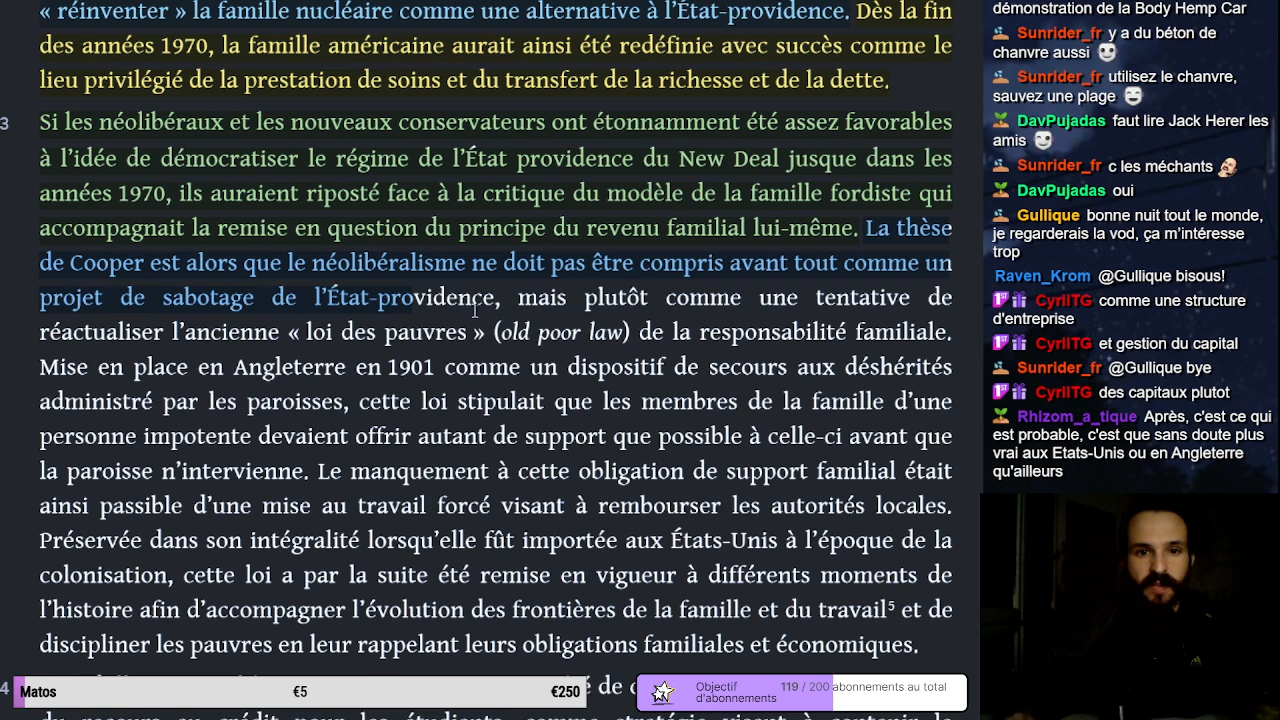 « réinventer » la famille nucléaire comme une alternative à l’État-providence. Dès la fin
des années 1970, la famille américaine aurait ainsi été redéfinie avec succès comme le
lieu privilégié de la prestation de soins et du transfert de la richesse et de la dette.
3
Si les néolibéraux et les nouveaux conservateurs ont étonnamment été assez favorables
à l’idée de démocratiser le régime de l’État providence du New Deal jusque dans les
années 1970, ils auraient riposté face à la critique du modèle de la famille fordiste qui
accompagnait la remise en question du principe du revenu familial lui-même. La thèse
de Cooper est alors que le néolibéralisme ne doit pas être compris avant tout comme un
projet de sabotage de l’État-providence, mais plutôt comme une tentative de
réactualiser l’ancienne « loi des pauvres » (old poor law) de la responsabilité familiale.
Mise en place en Angleterre en 1901 comme un dispositif de secours aux déshérités
administré par les paroisses, cette loi stipulait que les membres de la famille d’une
personne impotente devaient offrir autant de support que possible à celle-ci avant que
la paroisse n’intervienne. Le manquement à cette obligation de support familial était
ainsi passible d’une mise au travail forcé visant à rembourser les autorités locales.
Préservée dans son intégralité lorsqu’elle fût importée aux États-Unis à l’époque de la
colonisation, cette loi a par la suite été remise en vigueur à différents moments de
l’histoire afin d’accompagner l’évolution des frontières de la famille et du travail5 et de
discipliner les pauvres en leur rappelant leurs obligations familiales et économiques.
4
Matos
€5
€250
Objectif
d'abonnements
119 / 200 abonnements au total
démonstration de la Body Hemp Car
Sunrider_fr y a du béton de
chanvre aussi
Sunrider_fr utilisez le chanvre,
sauvez une plage
DavPujadas faut lire Jack Herer les
amis
Sunrider_fr c les méchants
DavPujadas oui
Gullique bonne nuit tout le monde,
je regarderais la vod, ça m'intéresse
trop
Raven_Krom @Gullique bisous!
CyrilTG comme une structure
d'entreprise
CyrilTG et gestion du capital
Sunrider_fr @Gullique bye
CyrilTG des capitaux plutot
Rhizom_a_tique Après, c'est ce qui
est probable, c'est que sans doute plus
vrai aux Etats-Unis ou en Angleterre
qu'ailleurs